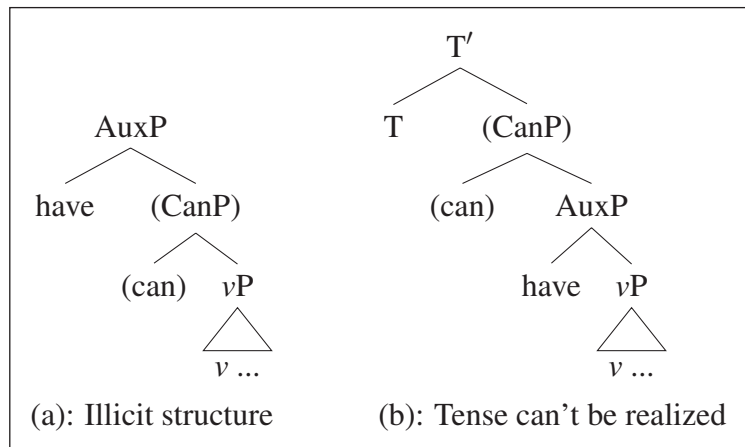 T′
AuxP T (CanP)
have (CanP) (can) AuxP
(can) vP have vP
v ... v ...
(a): Illicit structure (b): Tense can't be realized